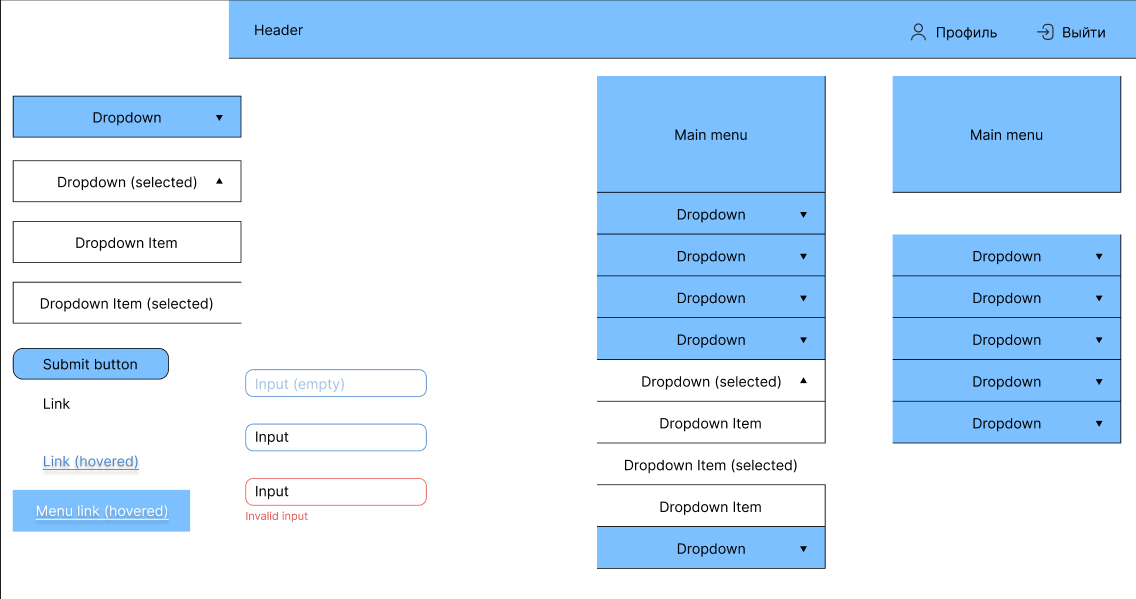 Header
Профиль
Выйти
Dropdown
Dropdown (selected)
Dropdown Item
Dropdown Item (selected)
Submit button
Link
Link (hovered)
Menu link (hovered)
Input (empty)
Input
Input
Invalid input
Main menu
Dropdown
Dropdown
Dropdown
Dropdown
Dropdown (selected)
Dropdown Item
Dropdown Item (selected)
Dropdown Item
Dropdown
Main menu
Dropdown
Dropdown
Dropdown
Dropdown
Dropdown